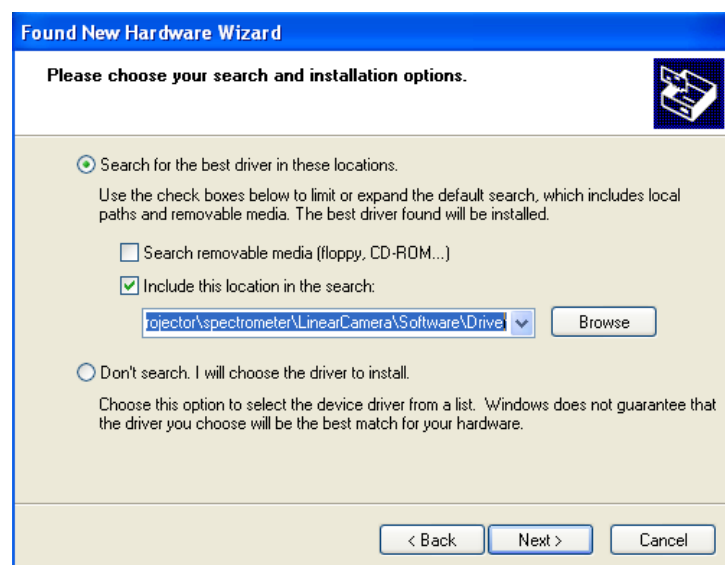 Found New Hardware Wizard
Please choose your search and installation options.
Search for the best driver in these locations.
Use the check boxes below to limit or expand the default search, which includes local
paths and removable media. The best driver found will be installed.
Search removable media (floppy, CD-ROM...)
Include this location in the search:
rojector\spectrometer\LinearCamera\Software\Driver
Browse
Don't search. I will choose the driver to install.
Choose this option to select the device driver from a list. Windows does not guarantee that
the driver you choose will be the best match for your hardware.
< Back
Next >
Cancel